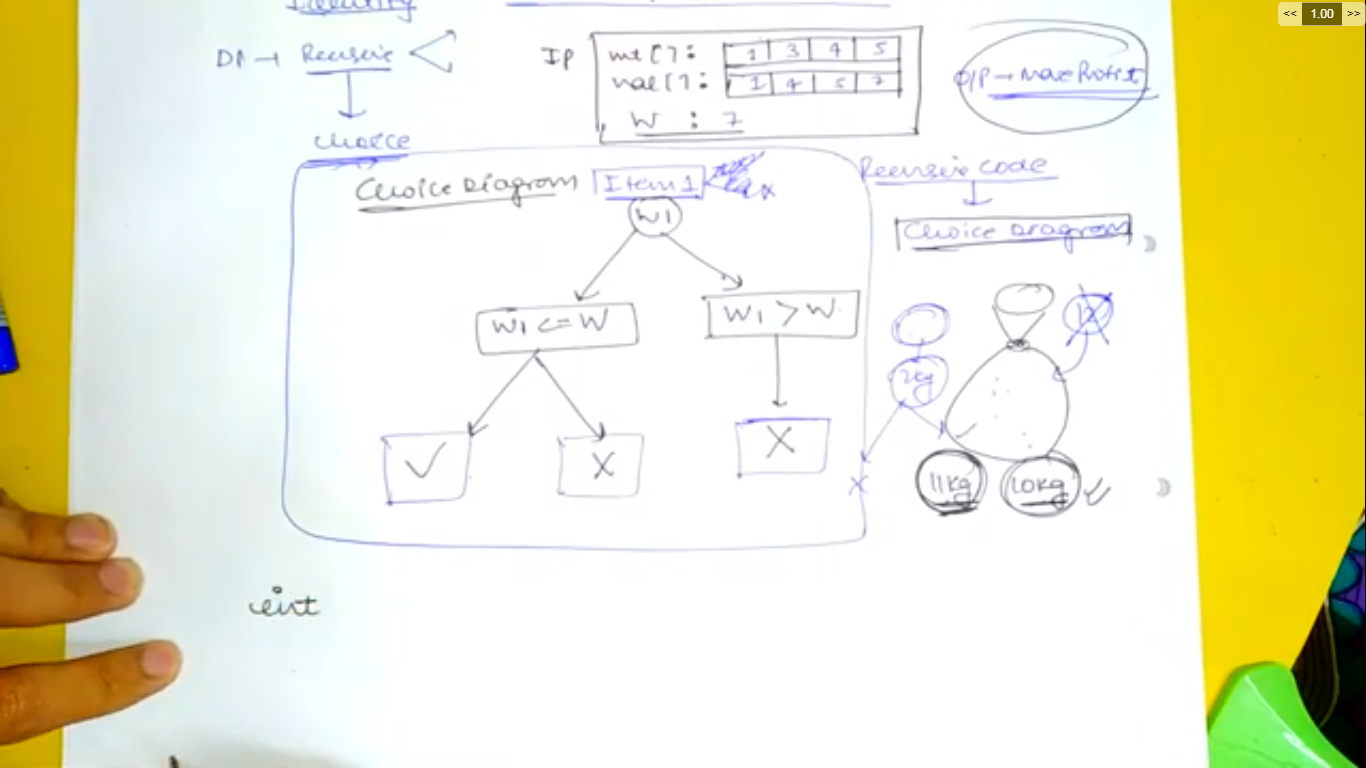 Identity
DP → Recursive
choice
IP
wt[]: 1 3 4 5
val[]: 1 4 5 7
W : 7
O/P → Max Profit
Choice Diagram Item 1
W1
W1 <= W
W1 > W
✓
X
X
Recursive code
Choice Diagram
2kg
X
11kg
10kg ✓
int
<< 1.00 >>